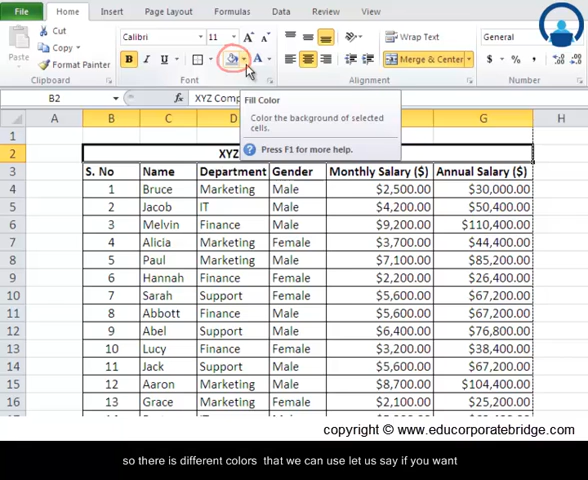 File Home Insert Page Layout Formulas Data Review View
Cut
Copy
Format Painter
Paste
Clipboard
Calibri 11
B I U
Font
Wrap Text
Merge & Center
Alignment
General
$ % ,
Number
B2 fx XYZ Comp
Fill Color
Color the background of selected
cells.
Press F1 for more help.
A B C D G H
1
2 XYZ
3 S. No Name Department Gender Monthly Salary ($) Annual Salary ($)
4 1 Bruce Marketing Male $2,500.00 $30,000.00
5 2 Jacob IT Male $4,200.00 $50,400.00
6 3 Melvin Finance Male $9,200.00 $110,400.00
7 4 Alicia Marketing Female $3,700.00 $44,400.00
8 5 Paul Marketing Male $7,100.00 $85,200.00
9 6 Hannah Finance Female $2,200.00 $26,400.00
10 7 Sarah Support Female $5,600.00 $67,200.00
11 8 Abbott Finance Male $5,600.00 $67,200.00
12 9 Abel Support Male $6,400.00 $76,800.00
13 10 Lucy Finance Female $3,200.00 $38,400.00
14 11 Jack Support Male $5,600.00 $67,200.00
15 12 Aaron Marketing Male $8,700.00 $104,400.00
16 13 Grace Marketing Female $2,100.00 $25,200.00
copyright © www.educorporatebridge.com
so there is different colors that we can use let us say if you want